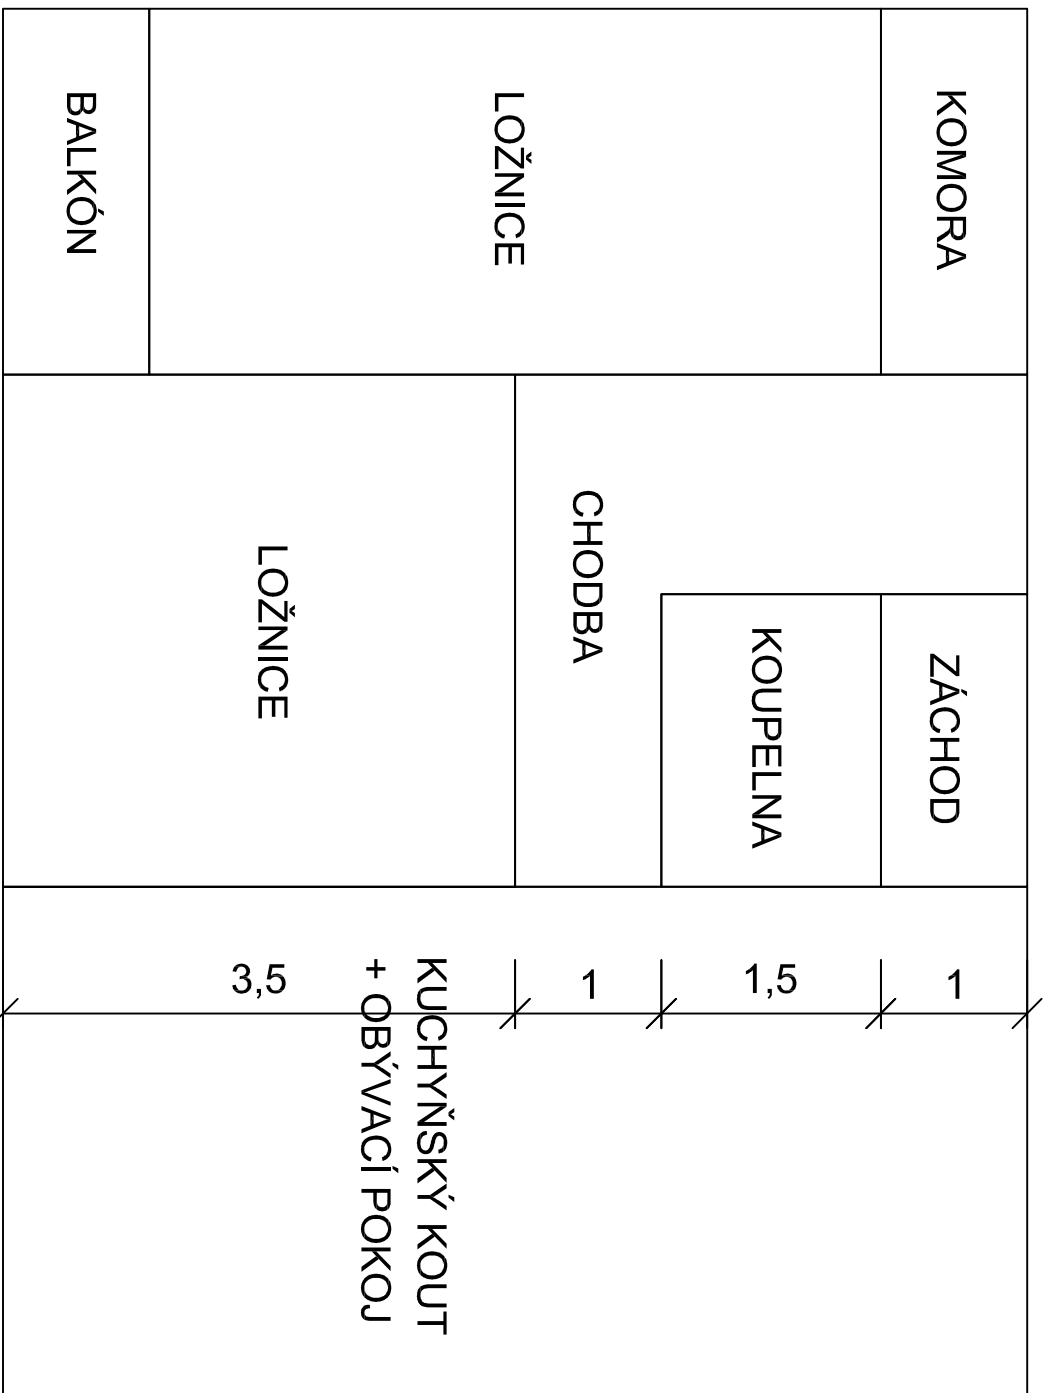 KOMORA
LOŽNICE
BALKÓN
CHODBA
ZÁCHOD
KOUPELNA
LOŽNICE
3,5
1
1,5
1
KUCHYŇSKÝ KOUT
+ OBÝVACÍ POKOJ